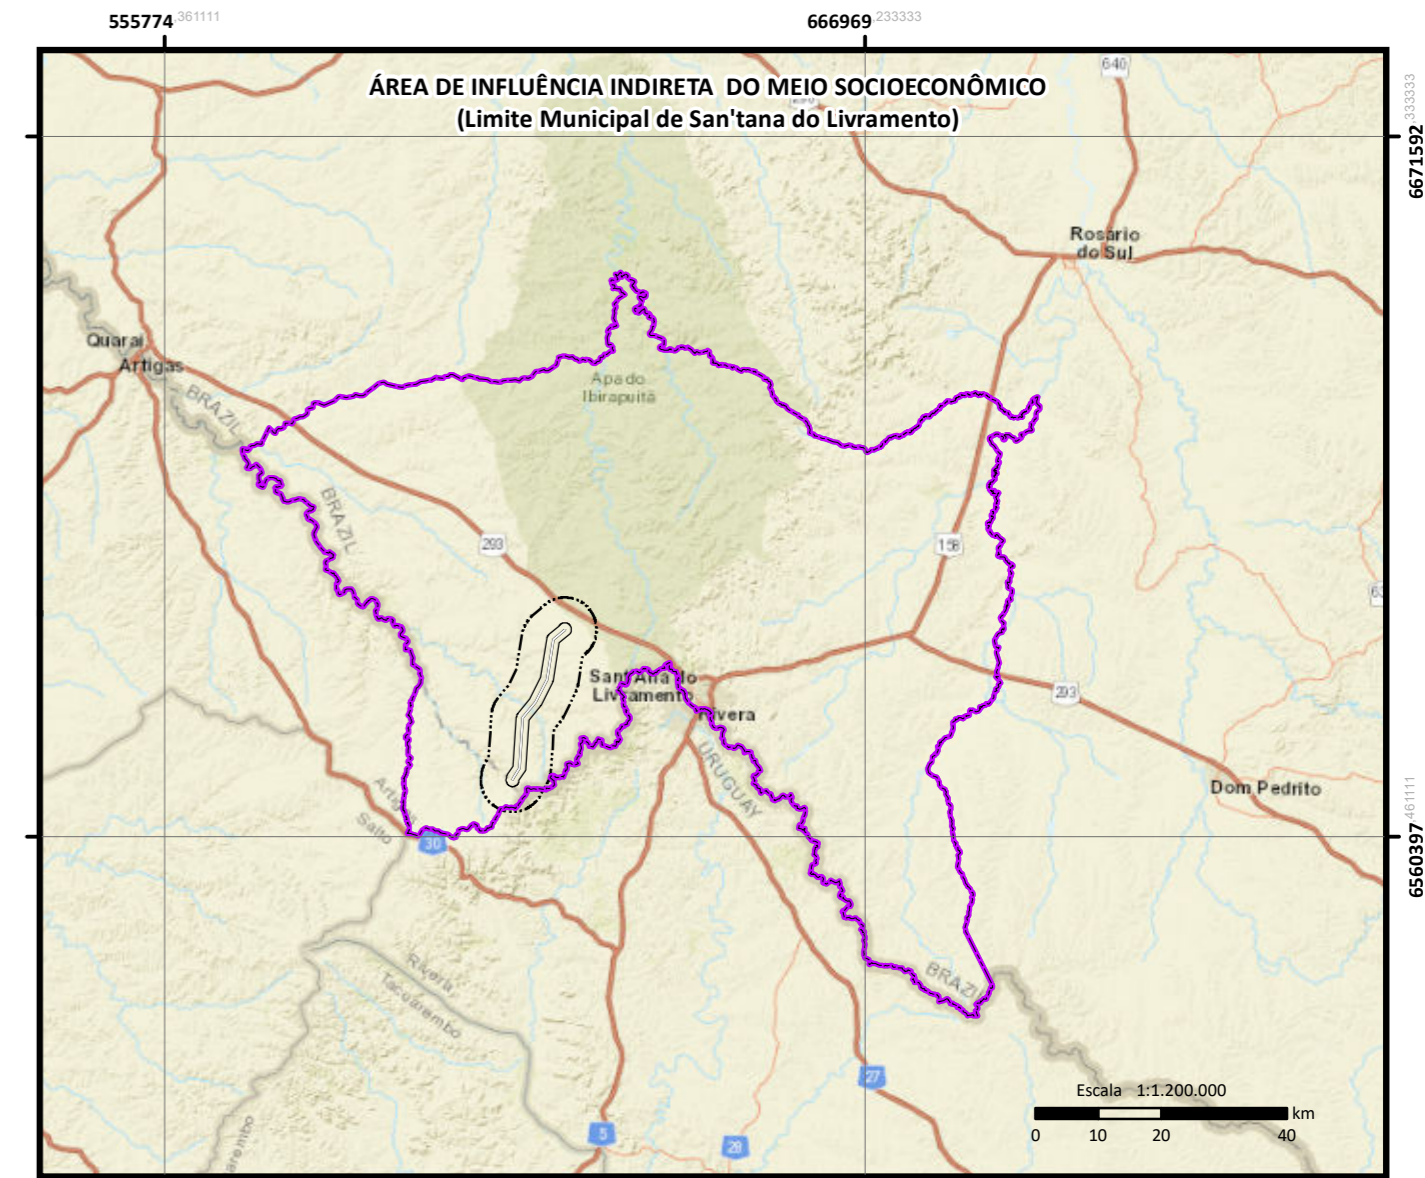 555774,361111
666969,233333
ÁREA DE INFLUÊNCIA INDIRETA DO MEIO SOCIOECONÔMICO
(Limite Municipal de San'tana do Livramento)
640
6671592,333333
Rosario
do Sul
Quarai
Artigas
BRAZIL
Apa do
Ibirapuitã
BRAZIL
293
158
Sant'Ana do
Livramento
293
Rivera
URUGUAY
Dom Pedrito
Salto
30
6560397,461111
Rivera,
Tacuarembo
BRAZIL
27
Escala 1:1.200.000
km
0 10 20 40
5
28
arembo